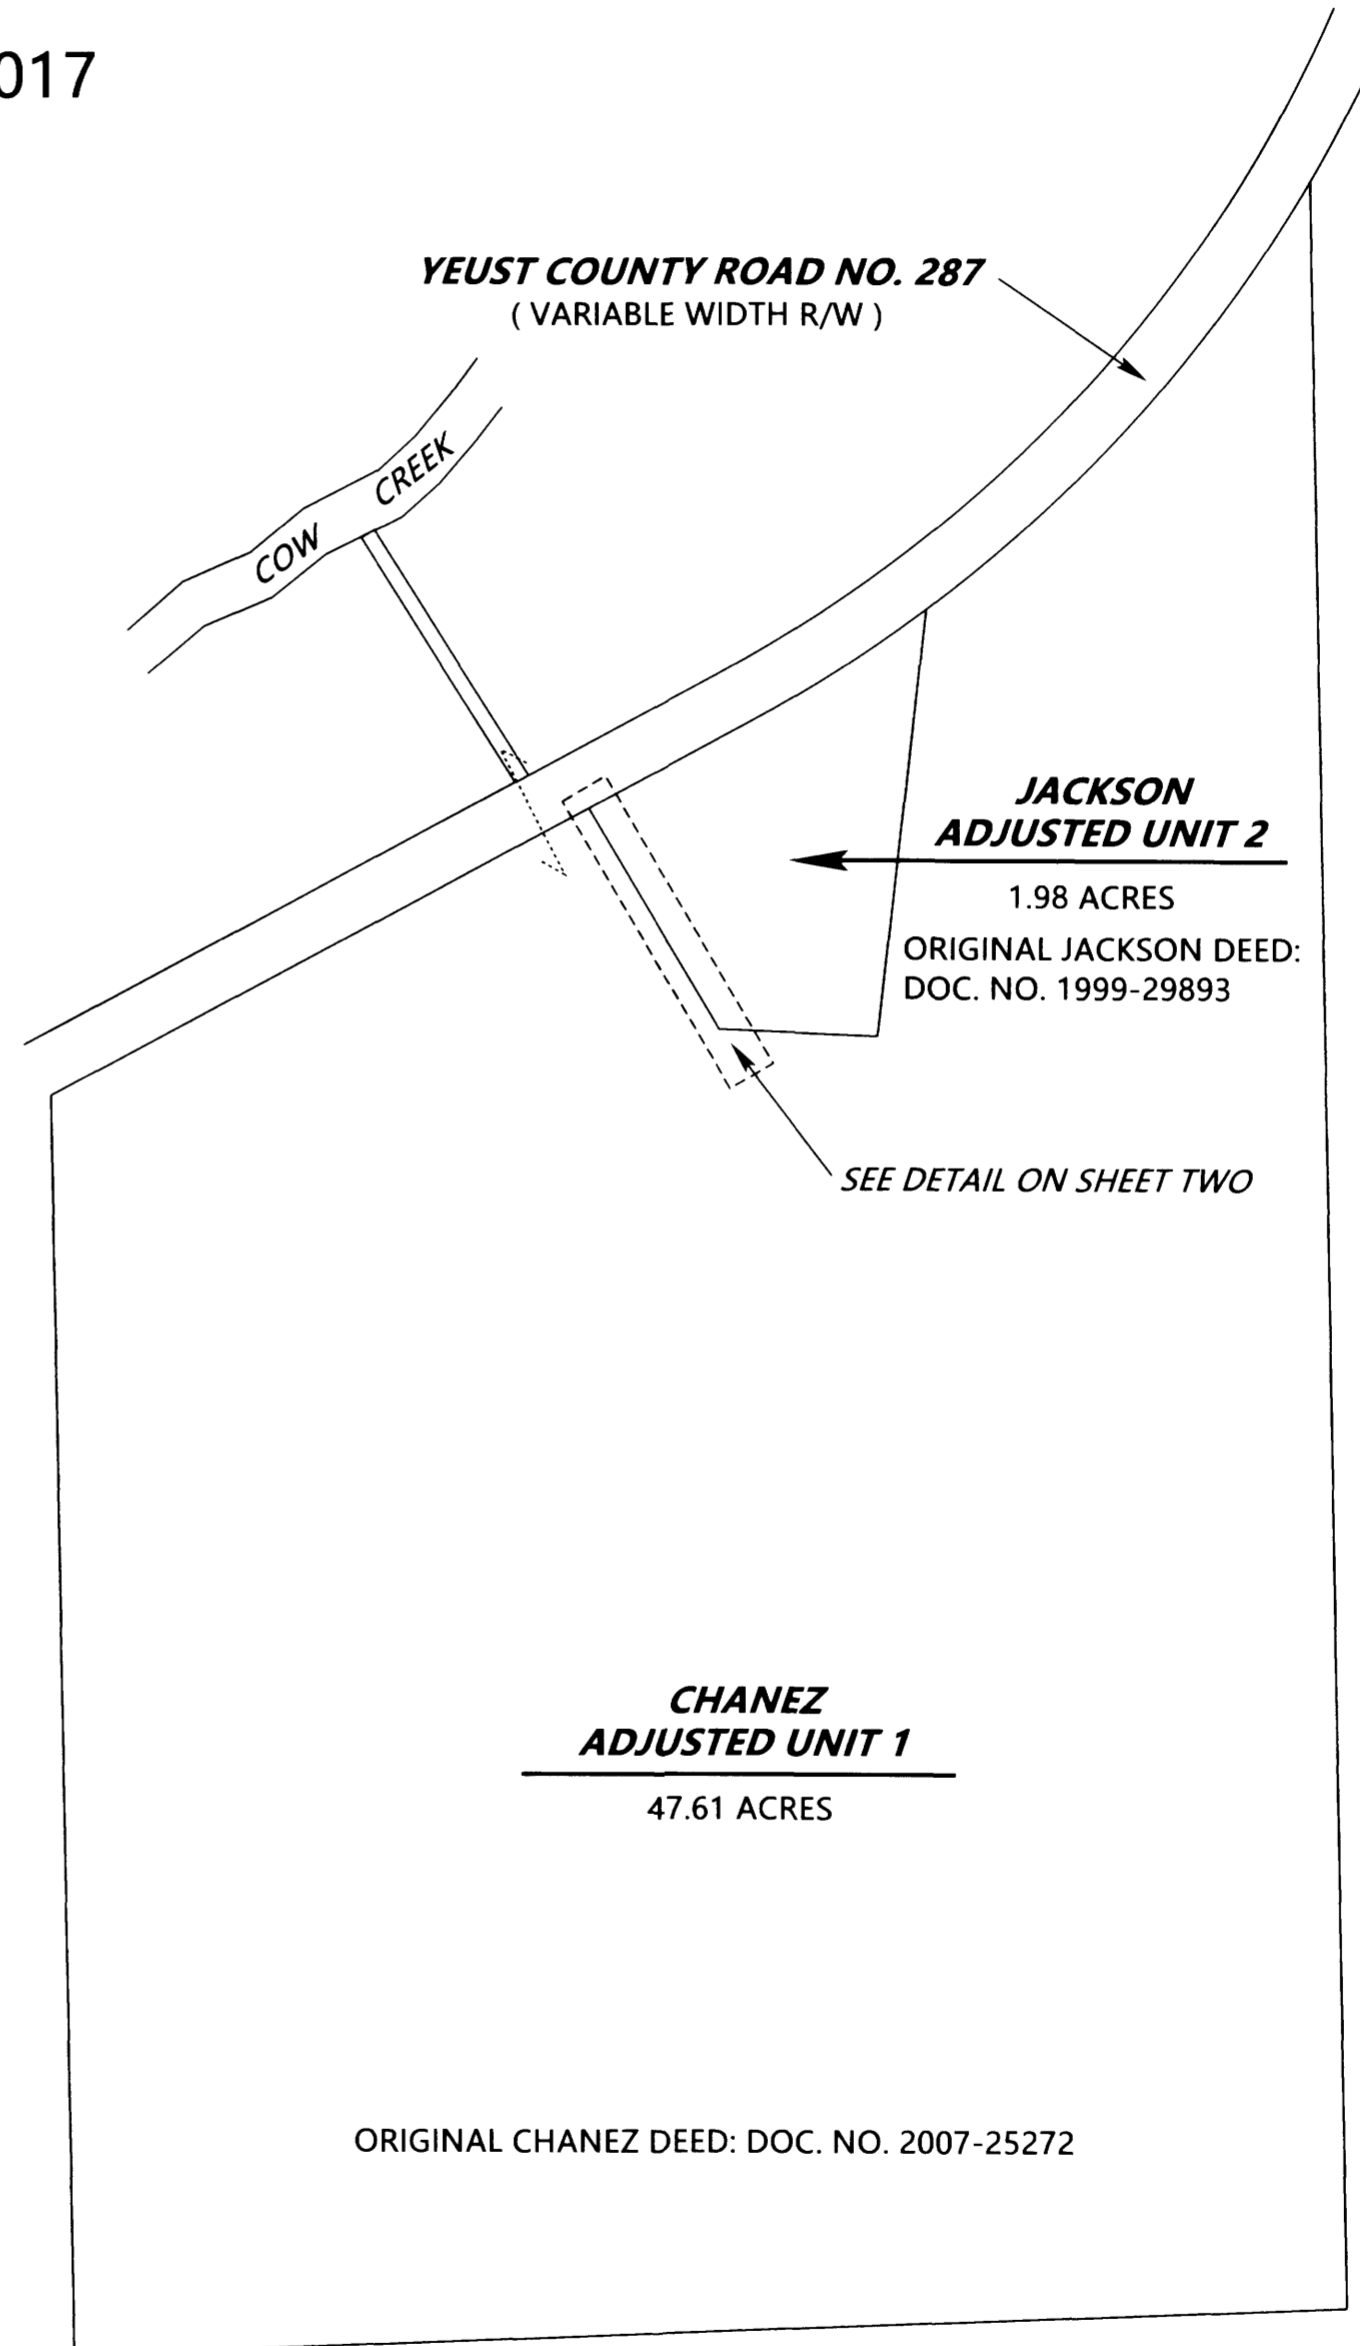 017
YEUST COUNTY ROAD NO. 287
( VARIABLE WIDTH R/W )
COW CREEK
JACKSON
ADJUSTED UNIT 2
1.98 ACRES
ORIGINAL JACKSON DEED:
DOC. NO. 1999-29893
SEE DETAIL ON SHEET TWO
CHANEZ
ADJUSTED UNIT 1
47.61 ACRES
ORIGINAL CHANEZ DEED: DOC. NO. 2007-25272